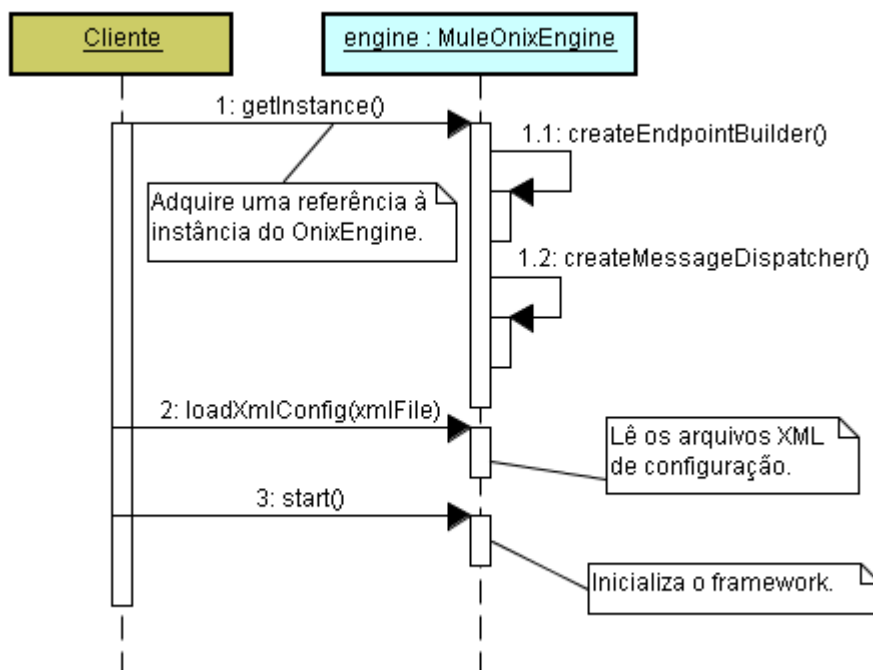 Cliente
engine : MuleOnixEngine
1: getInstance()
1.1: createEndpointBuilder()
Adquire uma referência à
instância do OnixEngine.
1.2: createMessageDispatcher()
2: loadXmlConfig(xmlFile)
Lê os arquivos XML
de configuração.
3: start()
Inicializa o framework.